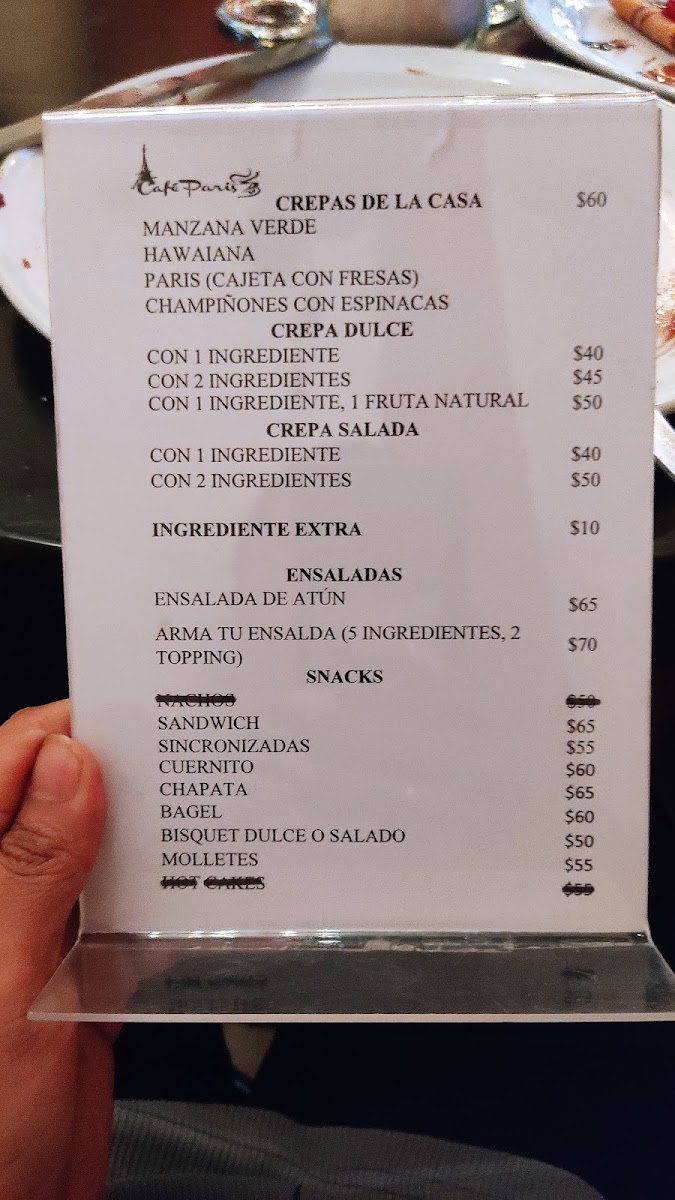 Café Paris
CREPAS DE LA CASA $60
MANZANA VERDE
HAWAIANA
PARIS (CAJETA CON FRESAS)
CHAMPIÑONES CON ESPINACAS
CREPA DULCE
CON 1 INGREDIENTE $40
CON 2 INGREDIENTES $45
CON 1 INGREDIENTE, 1 FRUTA NATURAL $50
CREPA SALADA
CON 1 INGREDIENTE $40
CON 2 INGREDIENTES $50
INGREDIENTE EXTRA $10
ENSALADAS
ENSALADA DE ATÚN $65
ARMA TU ENSALDA (5 INGREDIENTES, 2 $70
TOPPING)
SNACKS
NACHOS $50
SANDWICH $65
SINCRONIZADAS $55
CUERNITO $60
CHAPATA $65
BAGEL $60
BISQUET DULCE O SALADO $50
MOLLETES $55
HOT CAKES $55